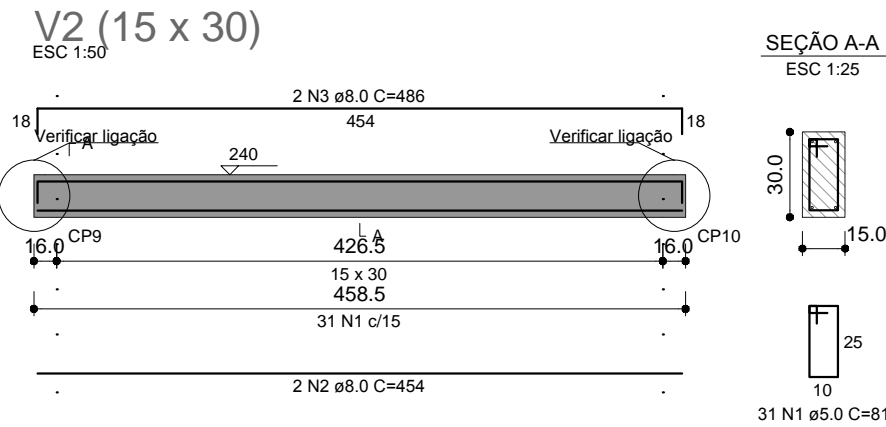 V2 (15 x 30)
ESC 1:50
SEÇÃO A-A
ESC 1:25
2 N3 ø8.0 C=486
18
454
18
Verificar ligação
Verificar ligação
A
240
30.0
15.0
A
CP9
CP10
16.0
426.5
16.0
15 x 30
458.5
31 N1 c/15
2 N2 ø8.0 C=454
25
10
31 N1 ø5.0 C=81